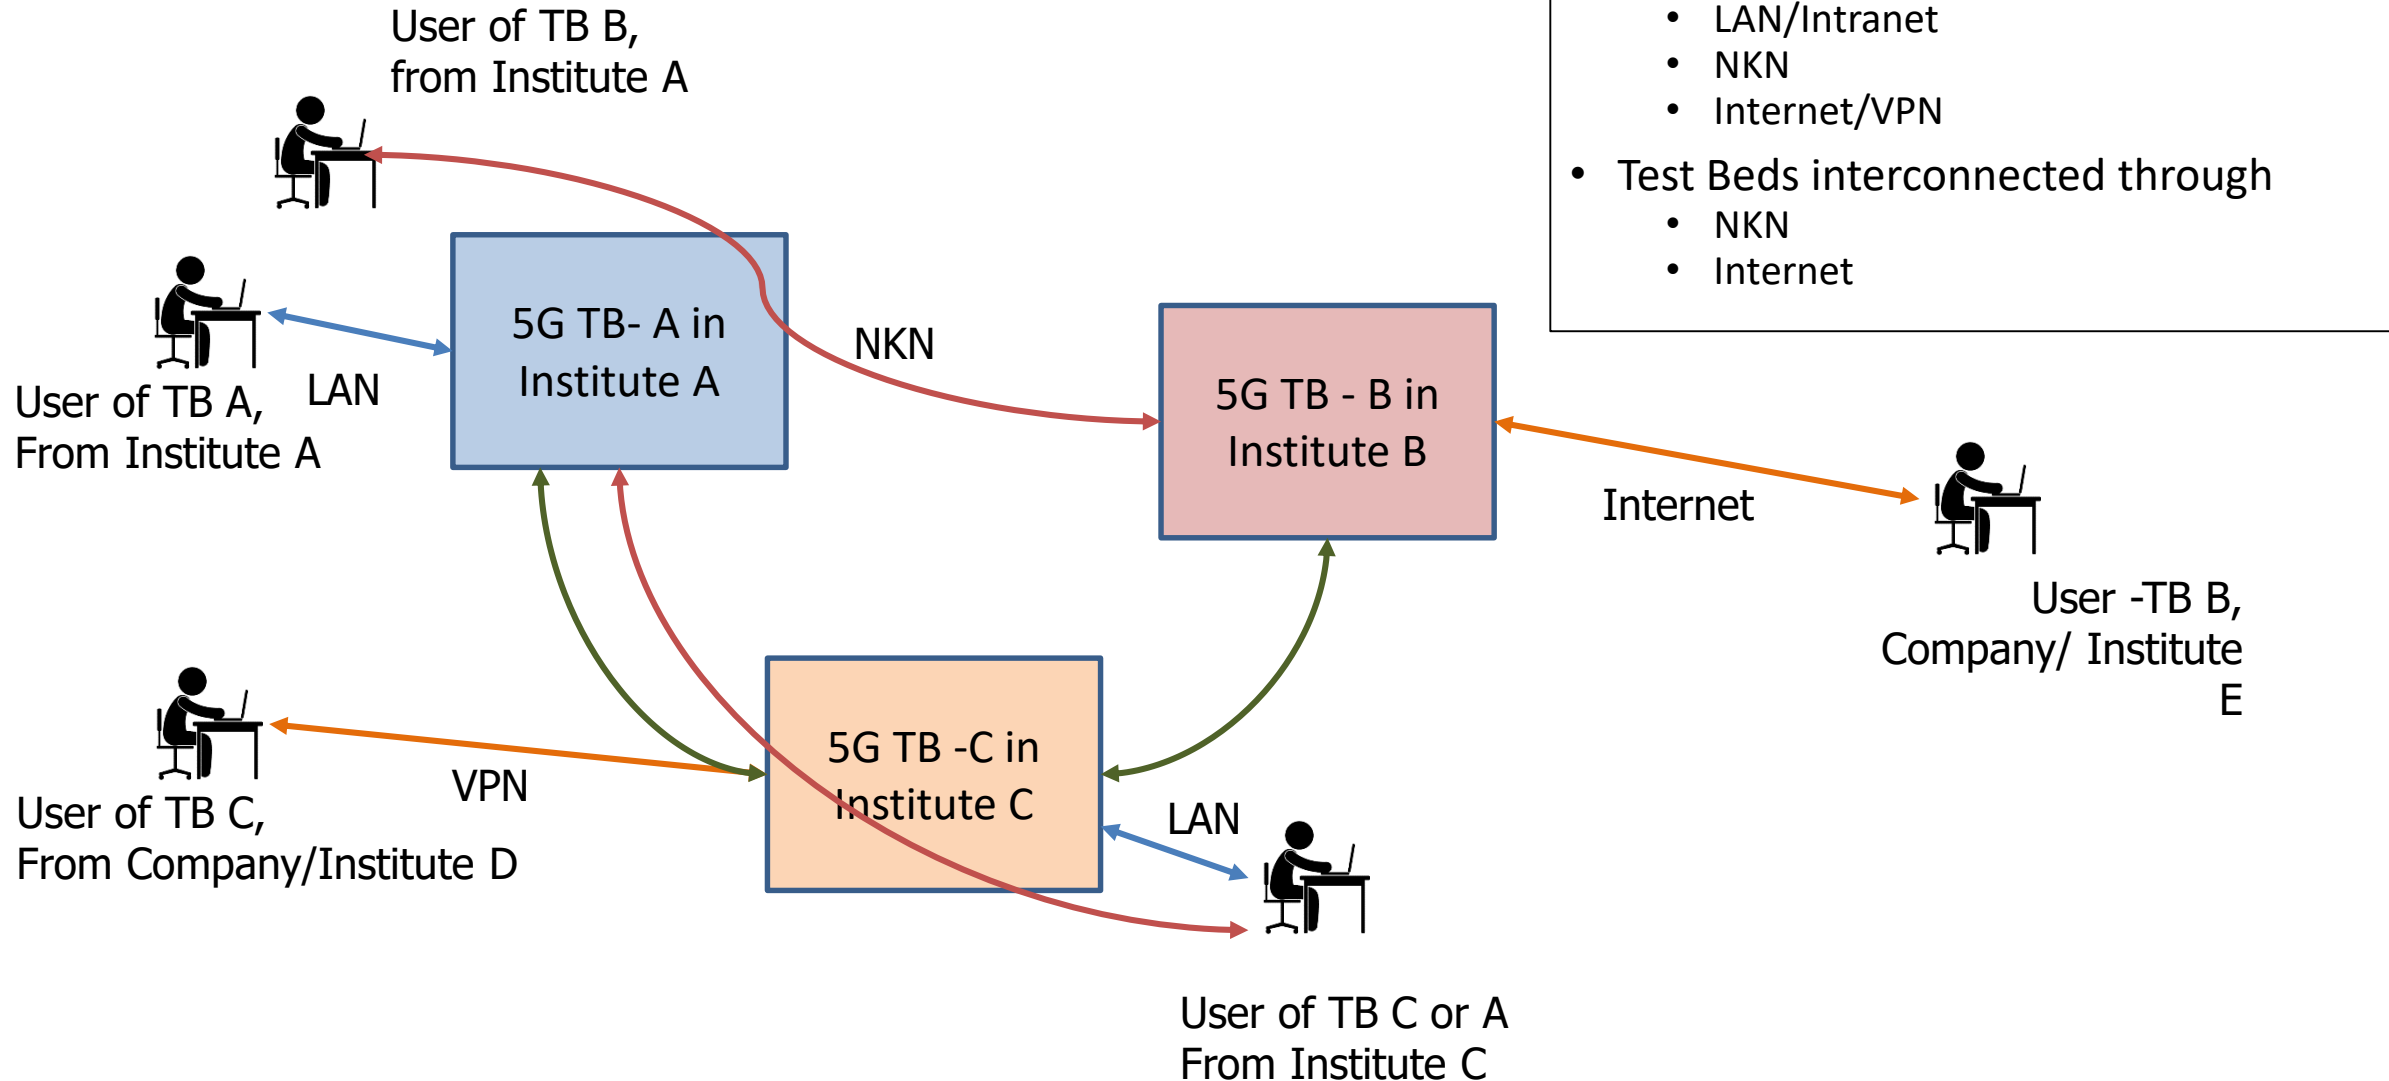 User of TB B,
from Institute A
• LAN/Intranet
• NKN
• Internet/VPN
• Test Beds interconnected through
• NKN
• Internet
5G TB- A in
Institute A
NKN
LAN
User of TB A,
From Institute A
5G TB - B in
Institute B
Internet
User -TB B,
Company/ Institute
E
5G TB -C in
Institute C
VPN
User of TB C,
From Company/Institute D
LAN
User of TB C or A
From Institute C